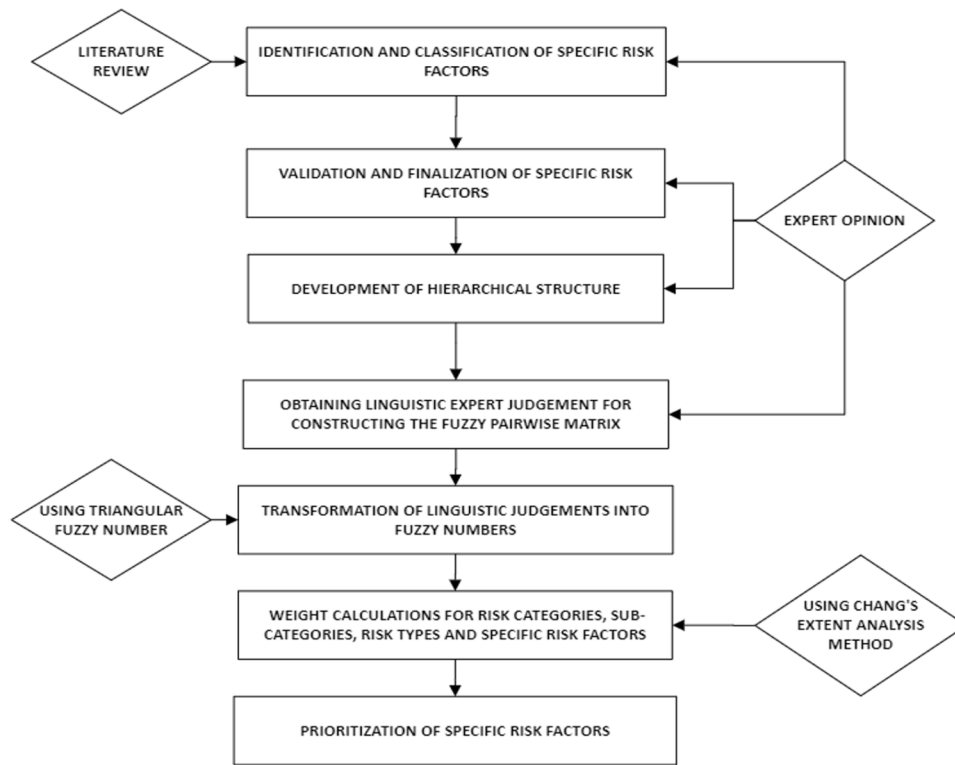 LITERATURE
REVIEW
IDENTIFICATION AND CLASSIFICATION OF SPECIFIC RISK
FACTORS
VALIDATION AND FINALIZATION OF SPECIFIC RISK
FACTORS
EXPERT OPINION
DEVELOPMENT OF HIERARCHICAL STRUCTURE
OBTAINING LINGUISTIC EXPERT JUDGEMENT FOR
CONSTRUCTING THE FUZZY PAIRWISE MATRIX
USING TRIANGULAR
FUZZY NUMBER
TRANSFORMATION OF LINGUISTIC JUDGEMENTS INTO
FUZZY NUMBERS
WEIGHT CALCULATIONS FOR RISK CATEGORIES, SUB-
CATEGORIES, RISK TYPES AND SPECIFIC RISK FACTORS
USING CHANG'S
EXTENT ANALYSIS
METHOD
PRIORITIZATION OF SPECIFIC RISK FACTORS